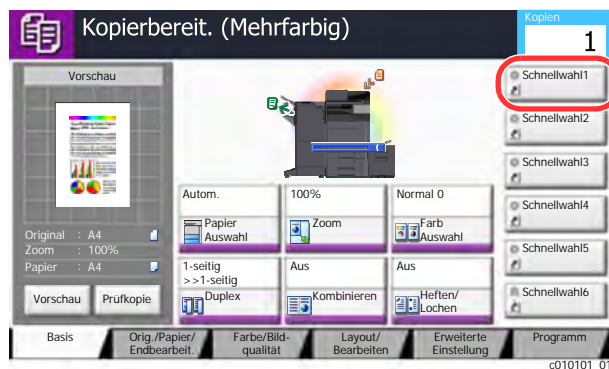 Kopierbereit. (Mehrfarbig)
Kopien
1
Vorschau
Original : A4
Zoom : 100%
Papier : A4
Vorschau
Prüfkopie
Autom.
Papier
Auswahl
100%
Zoom
Normal 0
Farb
Auswahl
1-seitig
>>1-seitig
Duplex
Aus
Kombinieren
Aus
Heften/
Lochen
Schnellwahl1
Schnellwahl2
Schnellwahl3
Schnellwahl4
Schnellwahl5
Schnellwahl6
Basis
Orig./Papier/
Endbearbeit.
Farbe/Bild-
qualität
Layout/
Bearbeiten
Erweiterte
Einstellung
Programm
c010101_01